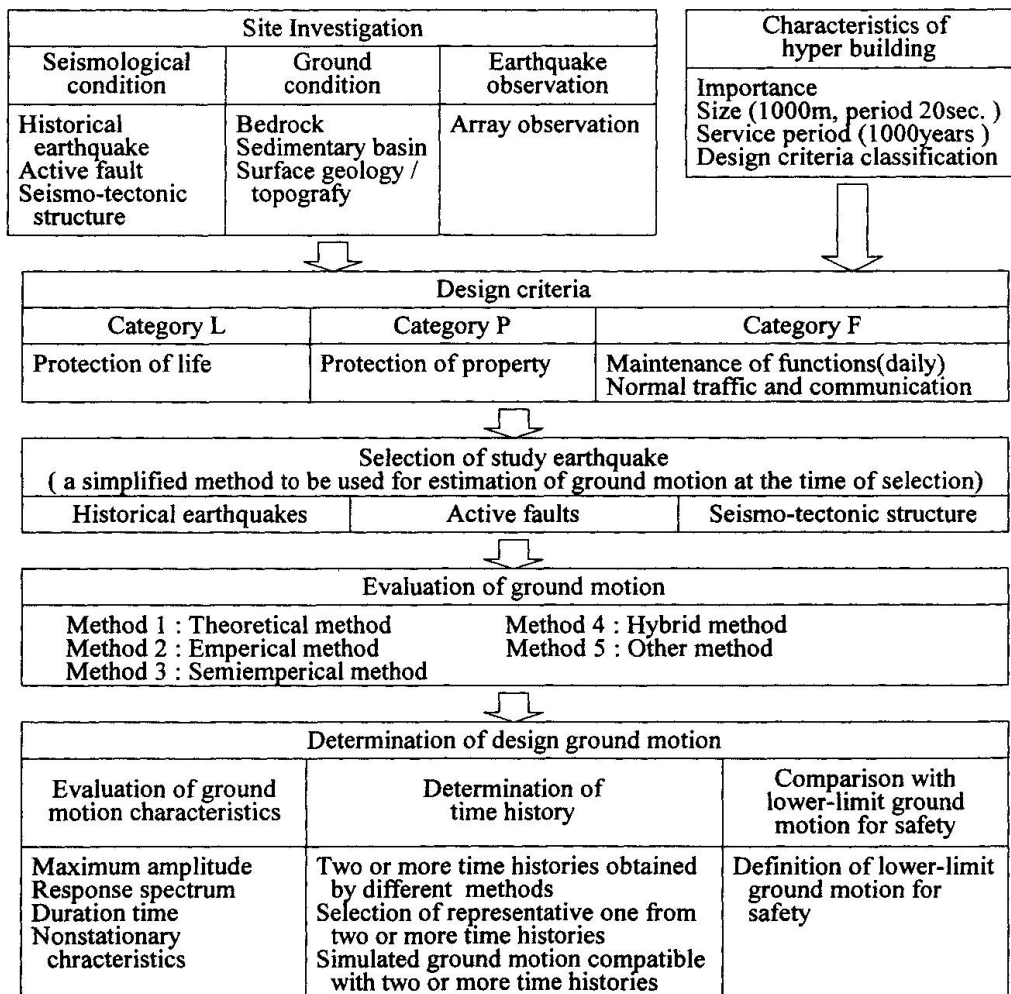 Site Investigation
Seismological
condition
Historical
earthquake
Active fault
Seismo-tectonic
structure
Ground
condition
Bedrock
Sedimentary basin
Surface geology /
topografy
Earthquake
observation
Array observation
Characteristics of
hyper building
Importance
Size (1000m, period 20sec. )
Service period (1000years )
Design criteria classification
Design criteria
Category L
Protection of life
Category P
Protection of property
Category F
Maintenance of functions(daily)
Normal traffic and communication
Selection of study earthquake
( a simplified method to be used for estimation of ground motion at the time of selection)
Historical earthquakes
Active faults
Seismo-tectonic structure
Evaluation of ground motion
Method 1 : Theoretical method
Method 2 : Emperical method
Method 3 : Semiemperical method
Method 4 : Hybrid method
Method 5 : Other method
Determination of design ground motion
Evaluation of ground
motion characteristics
Maximum amplitude
Response spectrum
Duration time
Nonstationary
chracteristics
Determination of
time history
Two or more time histories obtained
by different methods
Selection of representative one from
two or more time histories
Simulated ground motion compatible
with two or more time histories
Comparison with
lower-limit ground
motion for safety
Definition of lower-limit
ground motion for
safety